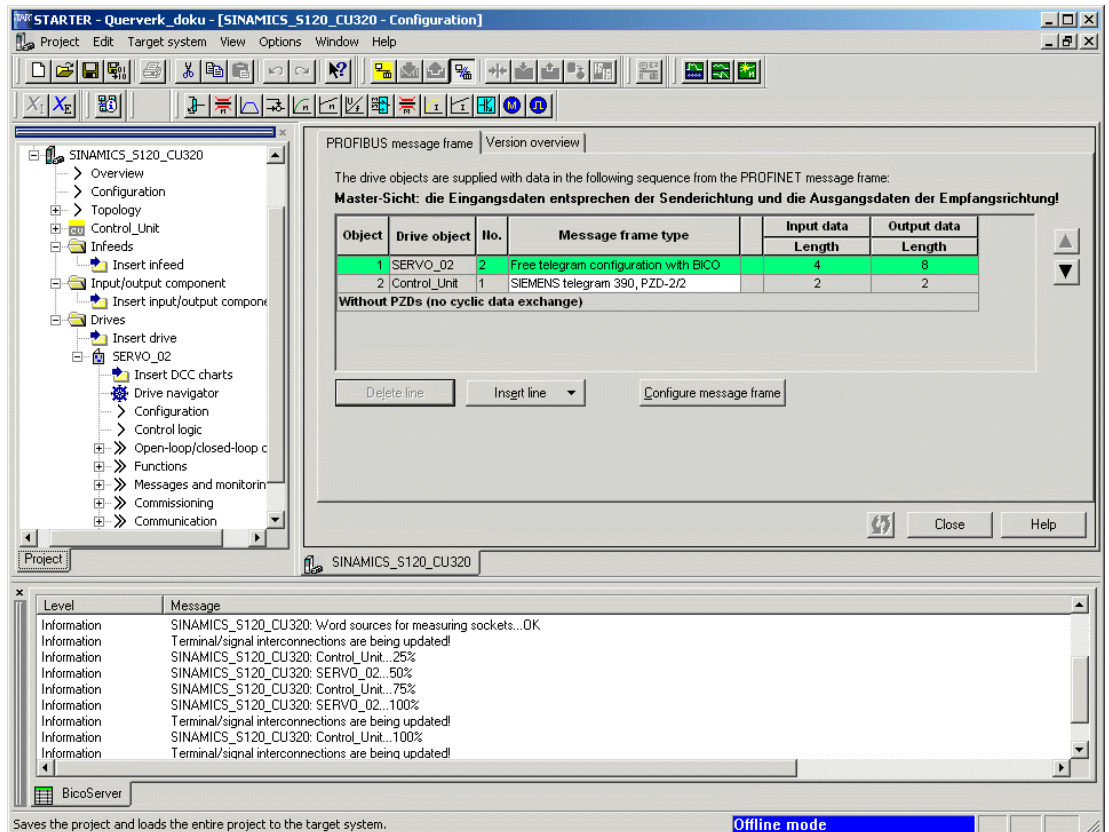 STARTER - Querverk_doku - [SINAMICS_S120_CU320 - Configuration]
Project Edit Target system View Options Window Help
SINAMICS_S120_CU320
Overview
Configuration
Topology
Control_Unit
Infeeds
Insert infeed
Input/output component
Insert input/output compone
Drives
Insert drive
SERVO_02
Insert DCC charts
Drive navigator
Configuration
Control logic
Open-loop/closed-loop c
Functions
Messages and monitorin
Commissioning
Communication
Project
PROFIBUS message frame Version overview
The drive objects are supplied with data in the following sequence from the PROFINET message frame:
Master-Sicht: die Eingangsdaten entsprechen der Senderichtung und die Ausgangsdaten der Empfangsrichtung!
Object Drive object No. Message frame type Input data Output data
Length Length
1 SERVO_02 2 Free telegram configuration with BICO 4 8
2 Control_Unit 1 SIEMENS telegram 390, PZD-2/2 2 2
Without PZDs (no cyclic data exchange)
Delete line Insert line Configure message frame
Close Help
SINAMICS_S120_CU320
Level Message
Information SINAMICS_S120_CU320: Word sources for measuring sockets...OK
Information Terminal/signal interconnections are being updated!
Information SINAMICS_S120_CU320: Control_Unit...25%
Information SINAMICS_S120_CU320: SERVO_02...50%
Information SINAMICS_S120_CU320: Control_Unit...75%
Information SINAMICS_S120_CU320: SERVO_02...100%
Information Terminal/signal interconnections are being updated!
Information SINAMICS_S120_CU320: Control_Unit...100%
Information Terminal/signal interconnections are being updated!
BicoServer
Saves the project and loads the entire project to the target system. Offline mode